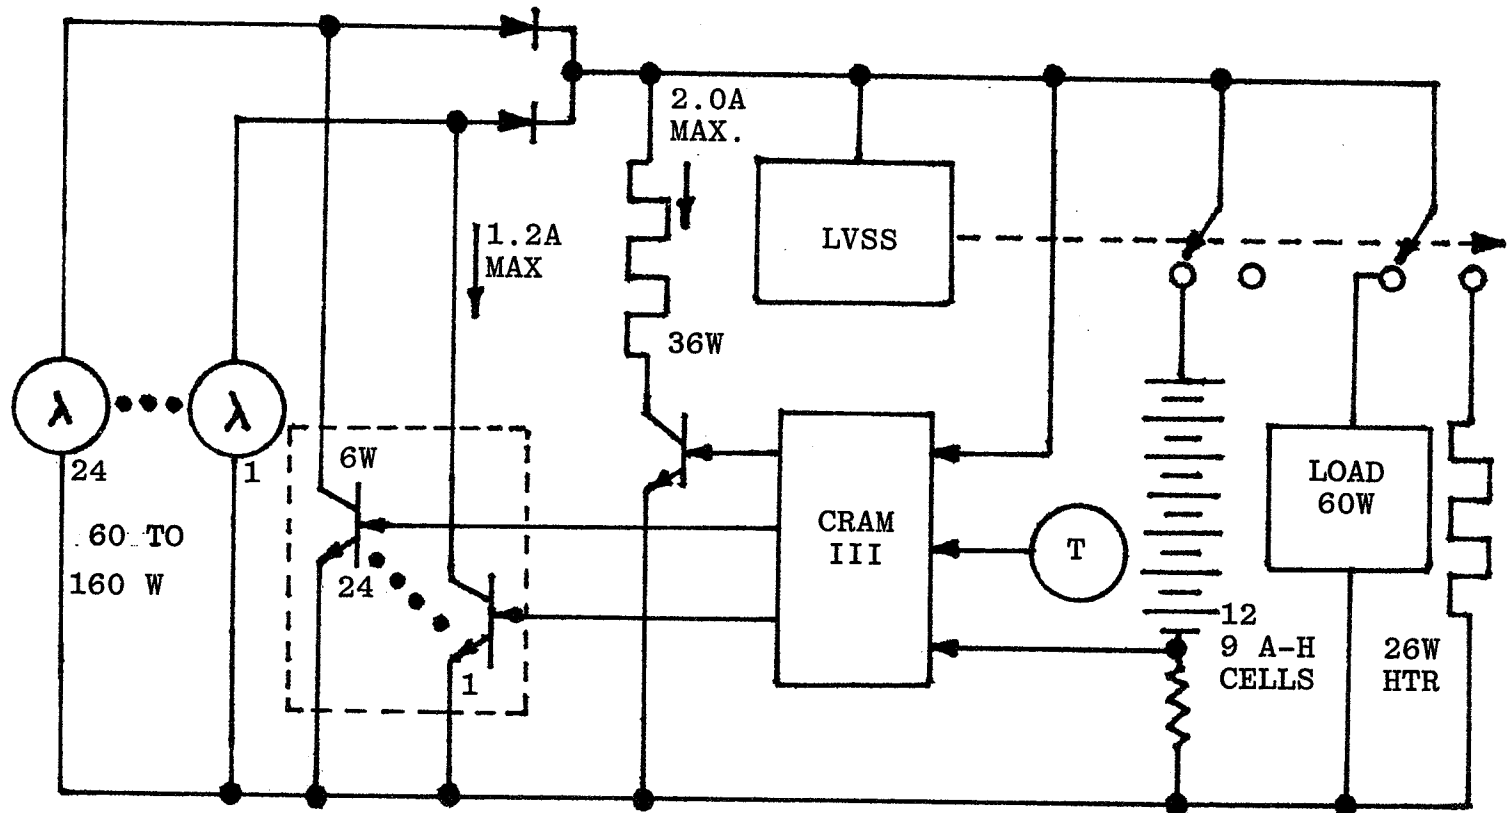 2.0A
MAX.
1.2A
MAX
LVSS
36W
λ
λ
24
1
60 TO
160 W
6W
24
1
CRAM
III
T
LOAD
60W
12
9 A-H
CELLS
26W
HTR